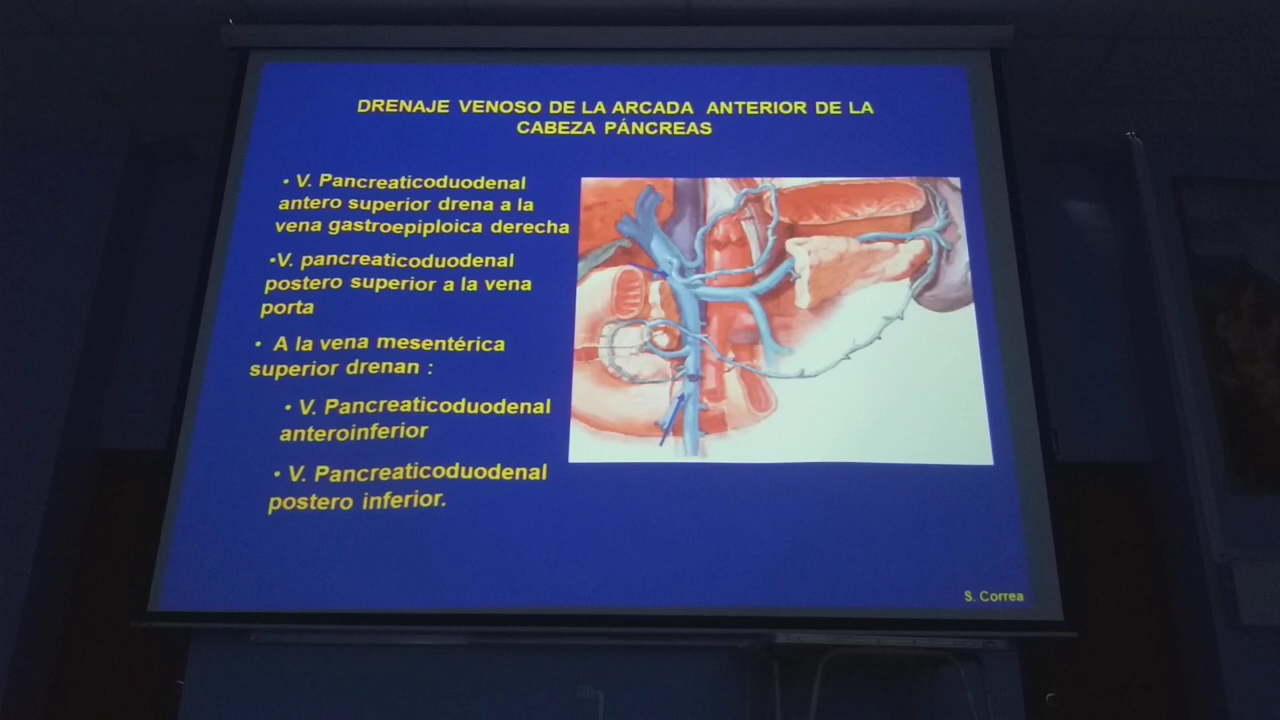 DRENAJE VENOSO DE LA ARCADA ANTERIOR DE LA
CABEZA PÁNCREAS
• V. Pancreaticoduodenal
antero superior drena a la
vena gastroepiploica derecha
•V. pancreaticoduodenal
postero superior a la vena
porta
• A la vena mesentérica
superior drenan :
• V. Pancreaticoduodenal
anteroinferior
• V. Pancreaticoduodenal
postero inferior.
S. Correa